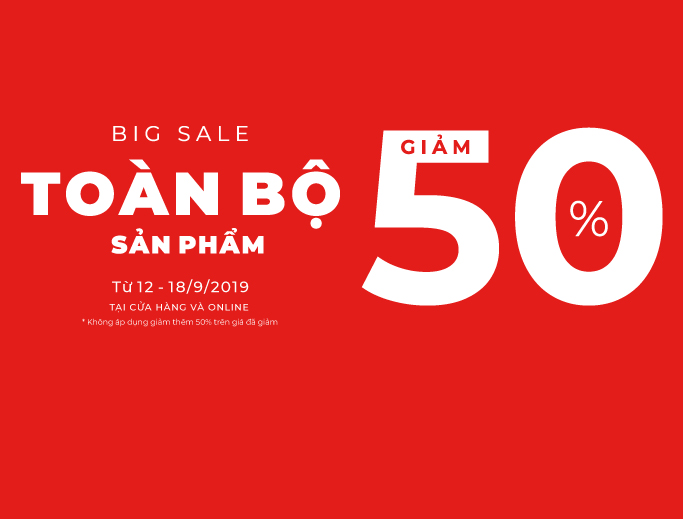 BIG SALE
TOÀN BỘ
SẢN PHẨM
Từ 12 - 18/9/2019
TẠI CỬA HÀNG VÀ ONLINE
* Không áp dụng giảm thêm 50% trên giá đã giảm
GIẢM
50%